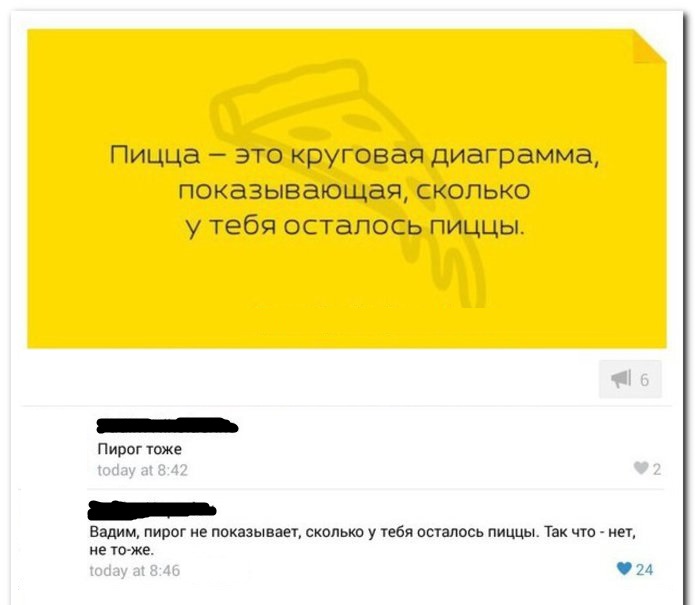 Пицца – это круговая диаграмма,
показывающая, сколько
у тебя осталось пиццы.
6
Пирог тоже
today at 8:42
2
Вадим, пирог не показывает, сколько у тебя осталось пиццы. Так что - нет,
не то-же.
today at 8:46
24